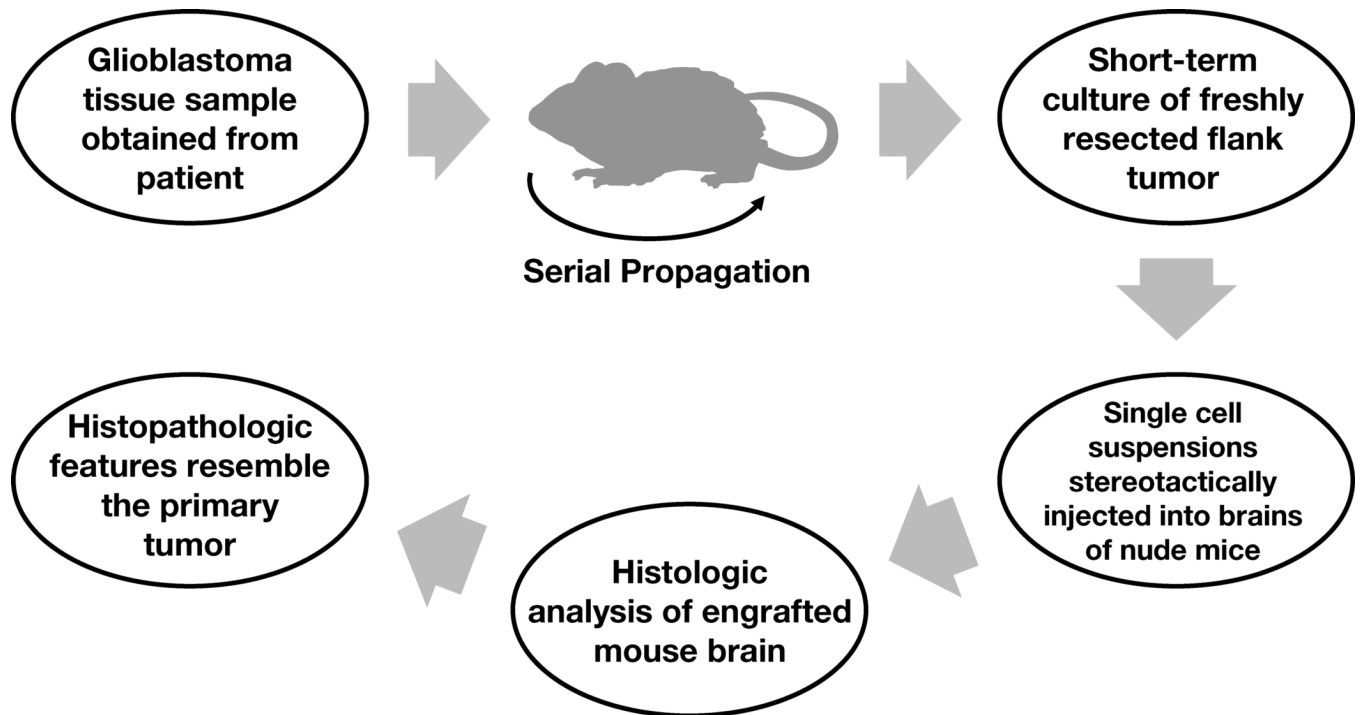 Glioblastoma
tissue sample
obtained from
patient
Serial Propagation
Short-term
culture of freshly
resected flank
tumor
Single cell
suspensions
stereotactically
injected into brains
of nude mice
Histologic
analysis of engrafted
mouse brain
Histopathologic
features resemble
the primary
tumor